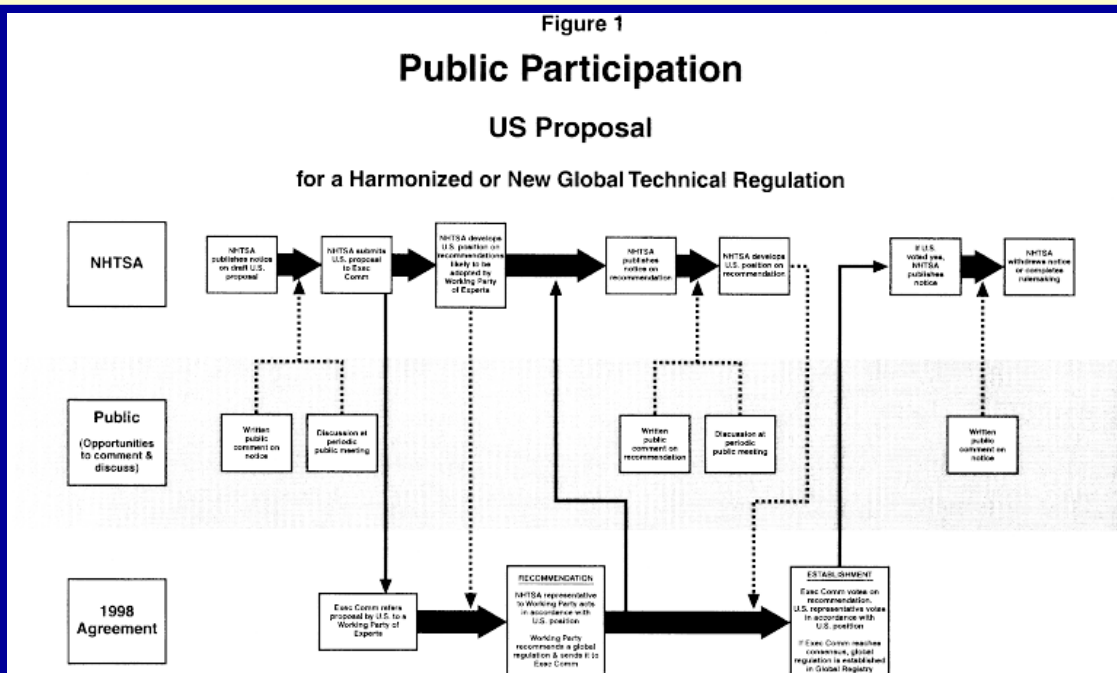 Figure 1
Public Participation
US Proposal
for a Harmonized or New Global Technical Regulation
NHTSA
NHTSA
publishes notice
on draft U.S.
proposal
NHTSA submits
U.S. proposal
to Exec
Comm
NHTSA develops
U.S. position on
recommendations
likely to be
adopted by
Working Party
of Experts
NHTSA
publishes
notice on
recommendation
NHTSA develops
U.S. position on
recommendation
If U.S.
voted yes,
NHTSA
publishes
notice
NHTSA
withdraws notice
or completes
rulemaking
Public
(Opportunities
to comment &
discuss)
Written
public
comment on
notice
Discussion at
periodic
public meeting
Written
public
comment on
recommendation
Discussion at
periodic
public meeting
Written
public
comment on
notice
1998
Agreement
Exec Comm refers
proposal by U.S. to a
Working Party of
Experts
RECOMMENDATION
NHTSA representative
to Working Party acts
in accordance with
U.S. position
Working Party
recommends a global
regulation & sends it to
Exec Comm
ESTABLISHMENT
Exec Comm votes on
recommendation.
U.S. representative votes
in accordance with
U.S. position
If Exec Comm reaches
consensus, global
regulation is established
in Global Registry